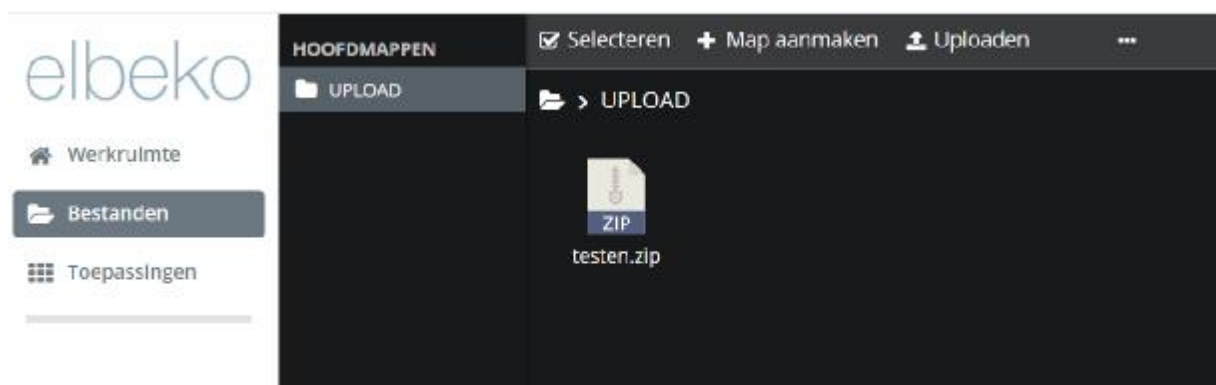 elbeko
Werkruimte
Bestanden
Toepassingen
HOOFDMAPPEN
UPLOAD
Selecteren Map aanmaken Uploaden ...
> UPLOAD
ZIP
testen.zip